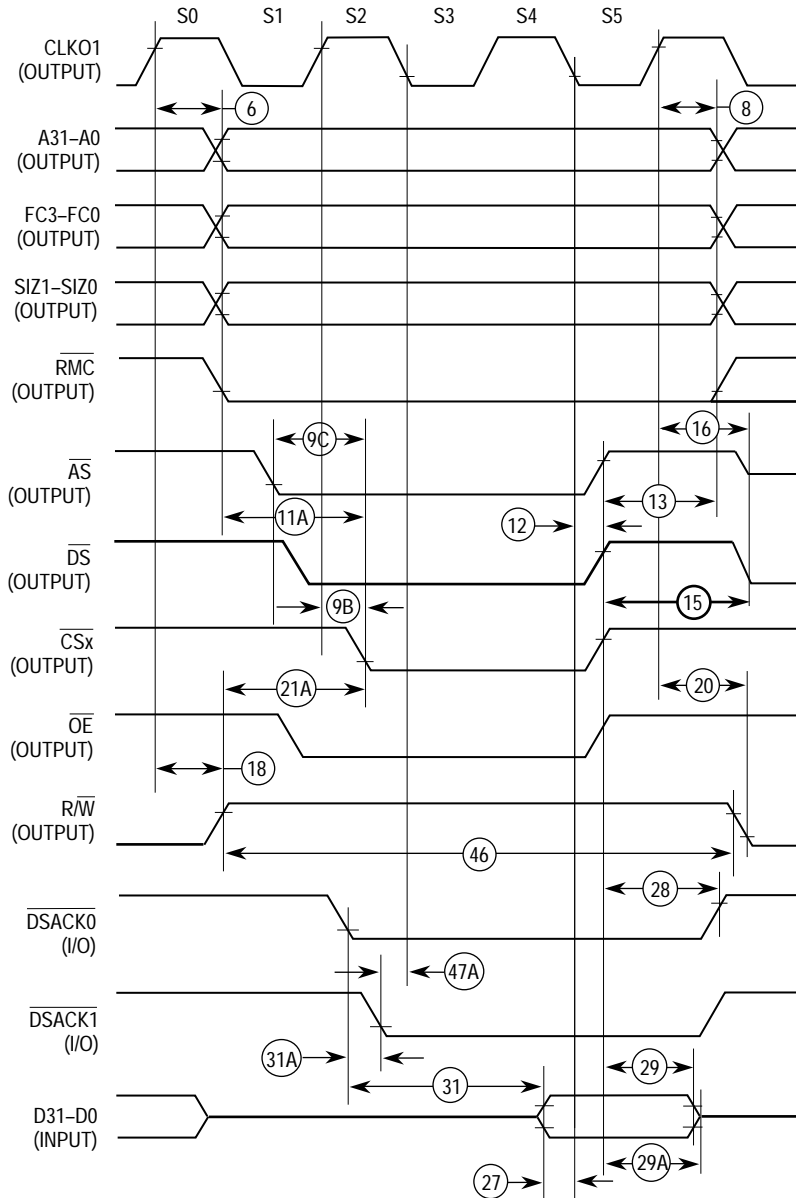 S0 S1 S2 S3 S4 S5
CLKO1
(OUTPUT)
6 8
A31–A0
(OUTPUT)
FC3–FC0
(OUTPUT)
SIZ1–SIZ0
(OUTPUT)
RMC
(OUTPUT)
9C 16
AS
(OUTPUT)
11A 12 13
DS
(OUTPUT)
9B 15
CSx
(OUTPUT)
21A 20
OE
(OUTPUT)
18
R/W
(OUTPUT)
46
28
DSACK0
(I/O)
47A
DSACK1
(I/O)
31A 31 29
D31–D0
(INPUT)
27 29A